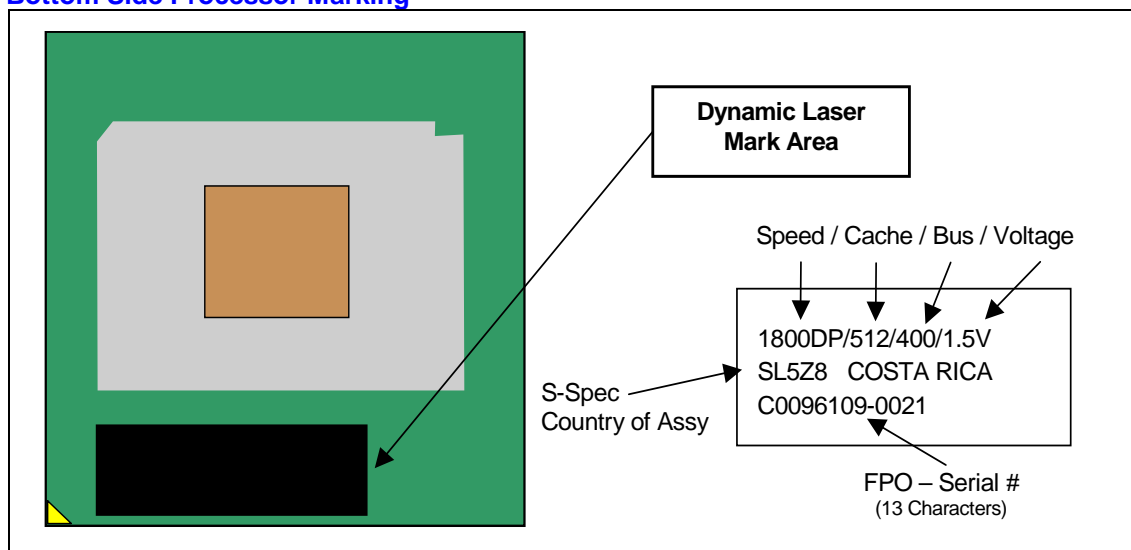 Bottom Side Processor Marking
Dynamic Laser
Mark Area
Speed / Cache / Bus / Voltage
1800DP/512/400/1.5V
SL5Z8 COSTA RICA
C0096109-0021
S-Spec
Country of Assy
FPO – Serial #
(13 Characters)